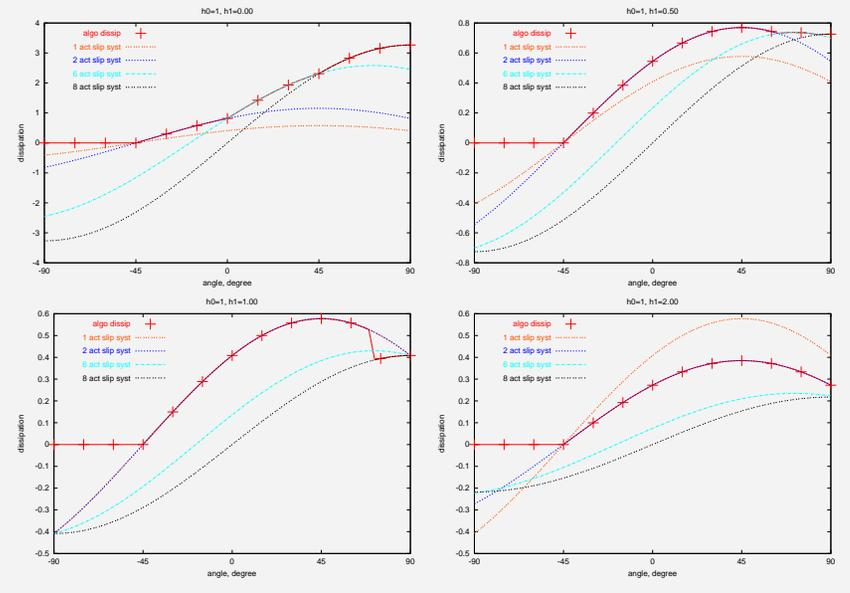 h0=1, h1=0.00
4
3
2
1
0
-1
-2
-3
-4
dissipation
algo dissip
1 act slip syst
2 act slip syst
6 act slip syst
8 act slip syst
-90 -45 0 45 90
angle, degree
h0=1, h1=0.50
0.8
0.6
0.4
0.2
0
-0.2
-0.4
-0.6
-0.8
dissipation
algo dissip
1 act slip syst
2 act slip syst
6 act slip syst
8 act slip syst
-90 -45 0 45 90
angle, degree
h0=1, h1=1.00
0.6
0.5
0.4
0.3
0.2
0.1
0
-0.1
-0.2
-0.3
-0.4
-0.5
dissipation
algo dissip
1 act slip syst
2 act slip syst
6 act slip syst
8 act slip syst
-90 -45 0 45 90
angle, degree
h0=1, h1=2.00
0.6
0.5
0.4
0.3
0.2
0.1
0
-0.1
-0.2
-0.3
-0.4
-0.5
dissipation
algo dissip
1 act slip syst
2 act slip syst
6 act slip syst
8 act slip syst
-90 -45 0 45 90
angle, degree